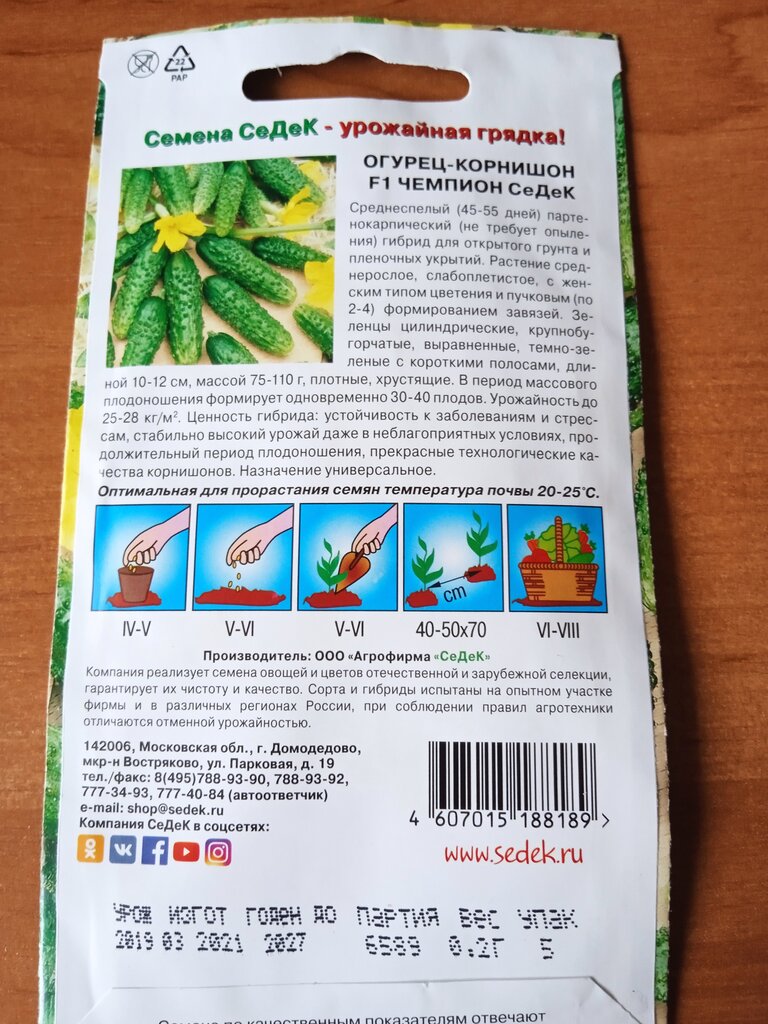 22
PAP
Семена СеДеК - урожайная грядка!
ОГУРЕЦ-КОРНИШОН
F1 ЧЕМПИОН СеДеК
Среднеспелый (45-55 дней) парте-
нокарпический (не требует опыле-
ния) гибрид для открытого грунта и
пленочных укрытий. Растение сред-
нерослое, слабоплетистое, с жен-
ским типом цветения и пучковым (по
2-4) формированием завязей. Зе-
ленцы цилиндрические, крупнобу-
горчатые, выравненные, темно-зе-
леные с короткими полосами, дли-
ной 10-12 см, массой 75-110 г, плотные, хрустящие. В период массового
плодоношения формирует одновременно 30-40 плодов. Урожайность до
25-28 кг/м². Ценность гибрида: устойчивость к заболеваниям и стрес-
сам, стабильно высокий урожай даже в неблагоприятных условиях, про-
должительный период плодоношения, прекрасные технологические ка-
чества корнишонов. Назначение универсальное.
Оптимальная для прорастания семян температура почвы 20-25°С.
cm
IV-V V-VI V-VI 40-50х70 VI-VIII
Производитель: ООО «Агрофирма «СеДеК»
Компания реализует семена овощей и цветов отечественной и зарубежной селекции,
гарантирует их чистоту и качество. Сорта и гибриды испытаны на опытном участке
фирмы и в различных регионах России, при соблюдении правил агротехники
отличаются отменной урожайностью.
142006, Московская обл., г. Домодедово,
мкр-н Востряково, ул. Парковая, д. 19
тел./факс: 8(495)788-93-90, 788-93-92,
777-34-93, 777-40-84 (автоответчик)
e-mail: shop@sedek.ru
Компания СеДеК в соцсетях:
4 607015 188189 >
www.sedek.ru
УРОЖ ИЗГОТ ГОДЕН ДО ПАРТИЯ ВЕС УПАК
2019 03 2021 2027 6599 0.2Г 5
Семена по качественным показателям отвечают